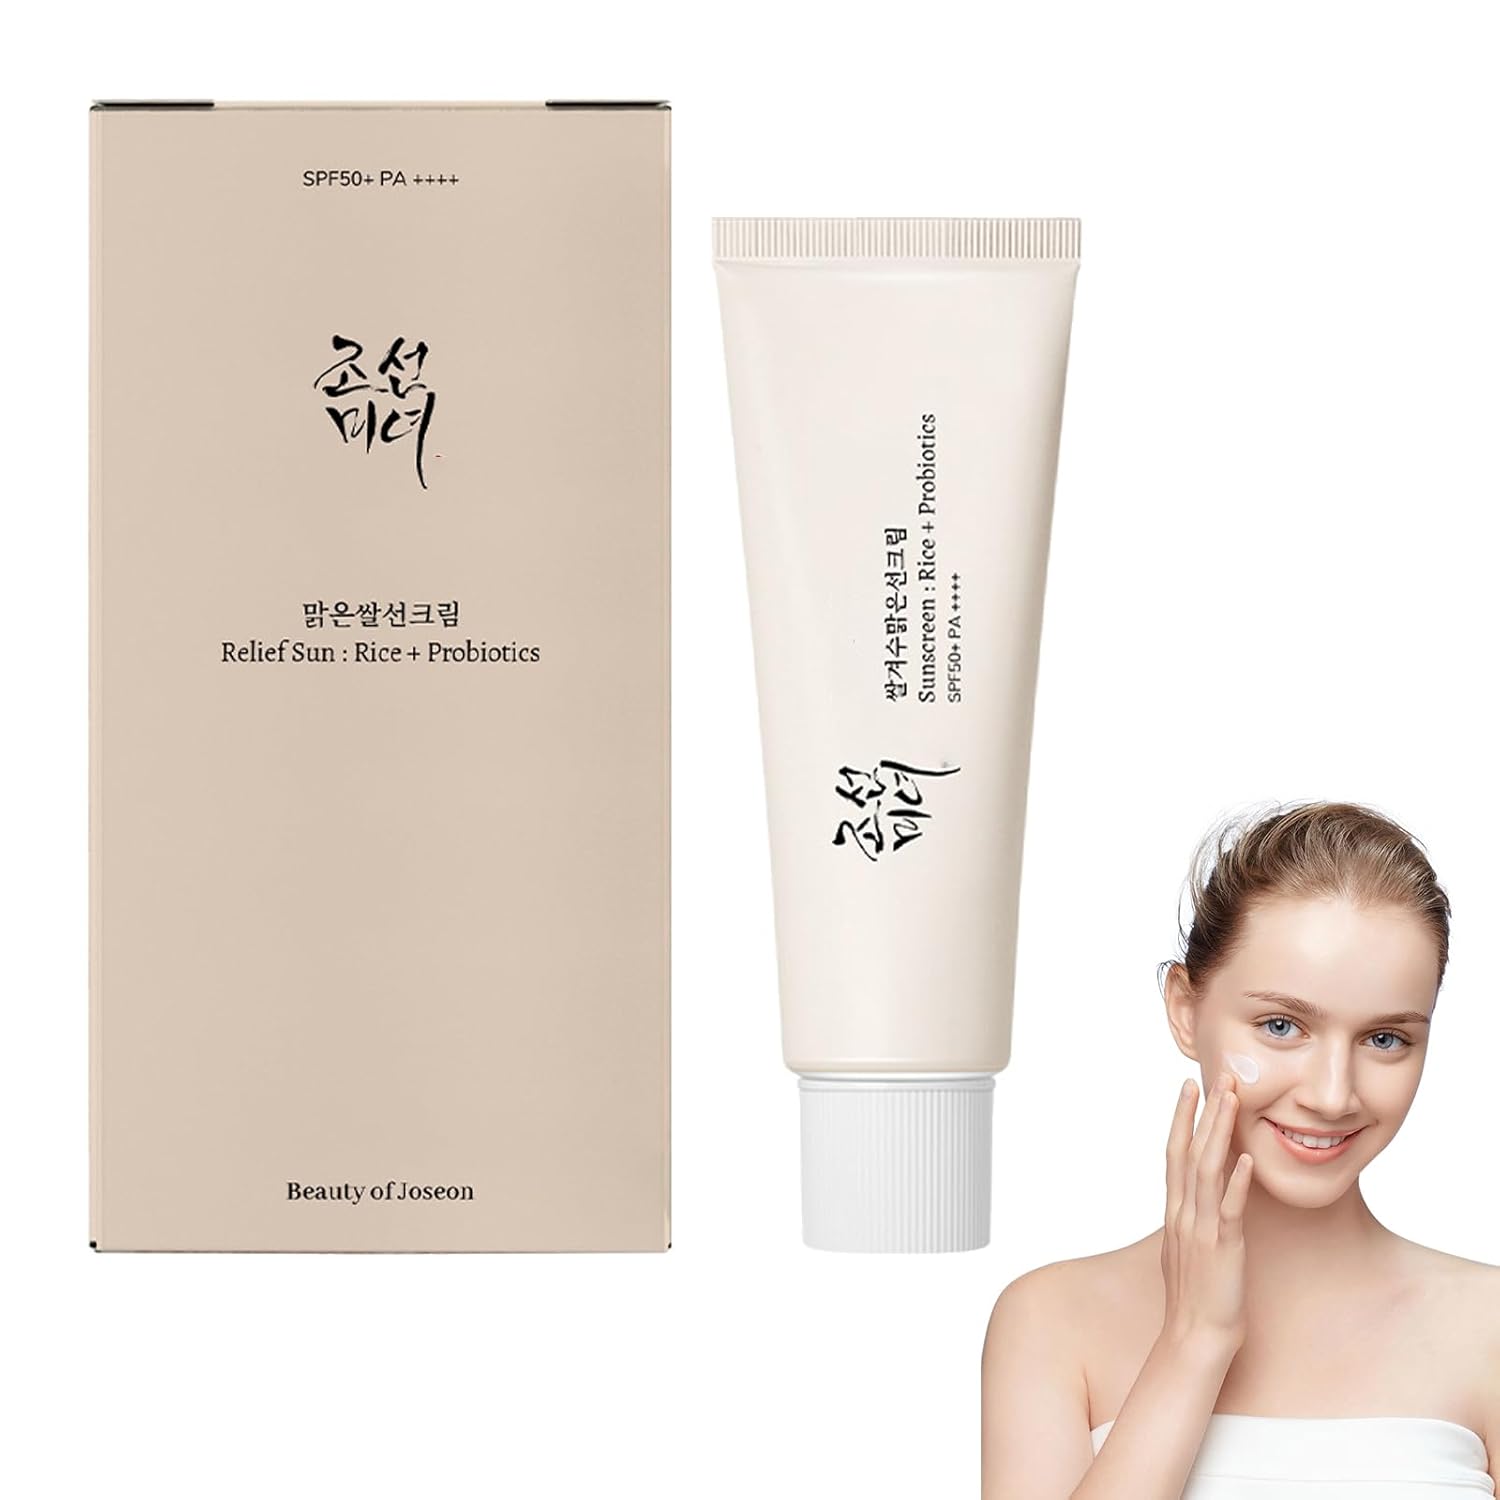 SPF50+ PA ++++
조선
미녀
맑은쌀선크림
Relief Sun : Rice + Probiotics
Beauty of Joseon
조선
미녀
쌀겨수맑은선크림
Sunscreen : Rice + Probiotics
SPF50+ PA ++++